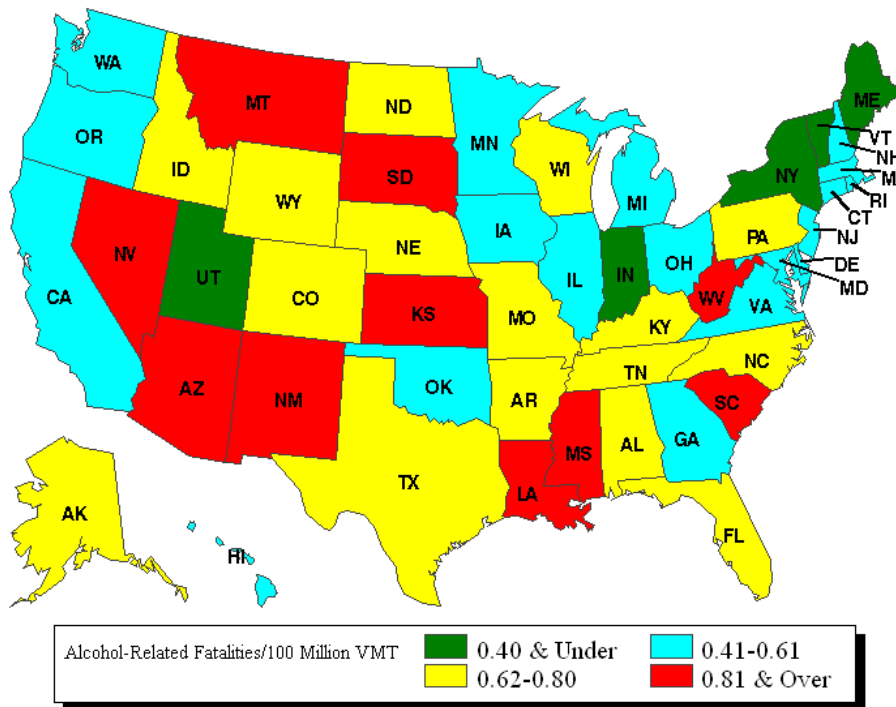 WA
MT
ND
MN
ME
VT
NH
M
RI
CT
NJ
DE
MD
OR
ID
SD
WI
NY
WY
MI
IA
NE
PA
NV
UT
CO
IL
IN
OH
WV
VA
CA
KS
MO
KY
NC
TN
AZ
NM
OK
AR
SC
MS
AL
GA
TX
LA
AK
FL
RI
Alcohol-Related Fatalities/100 Million VMT
0.40 & Under
0.41-0.61
0.62-0.80
0.81 & Over